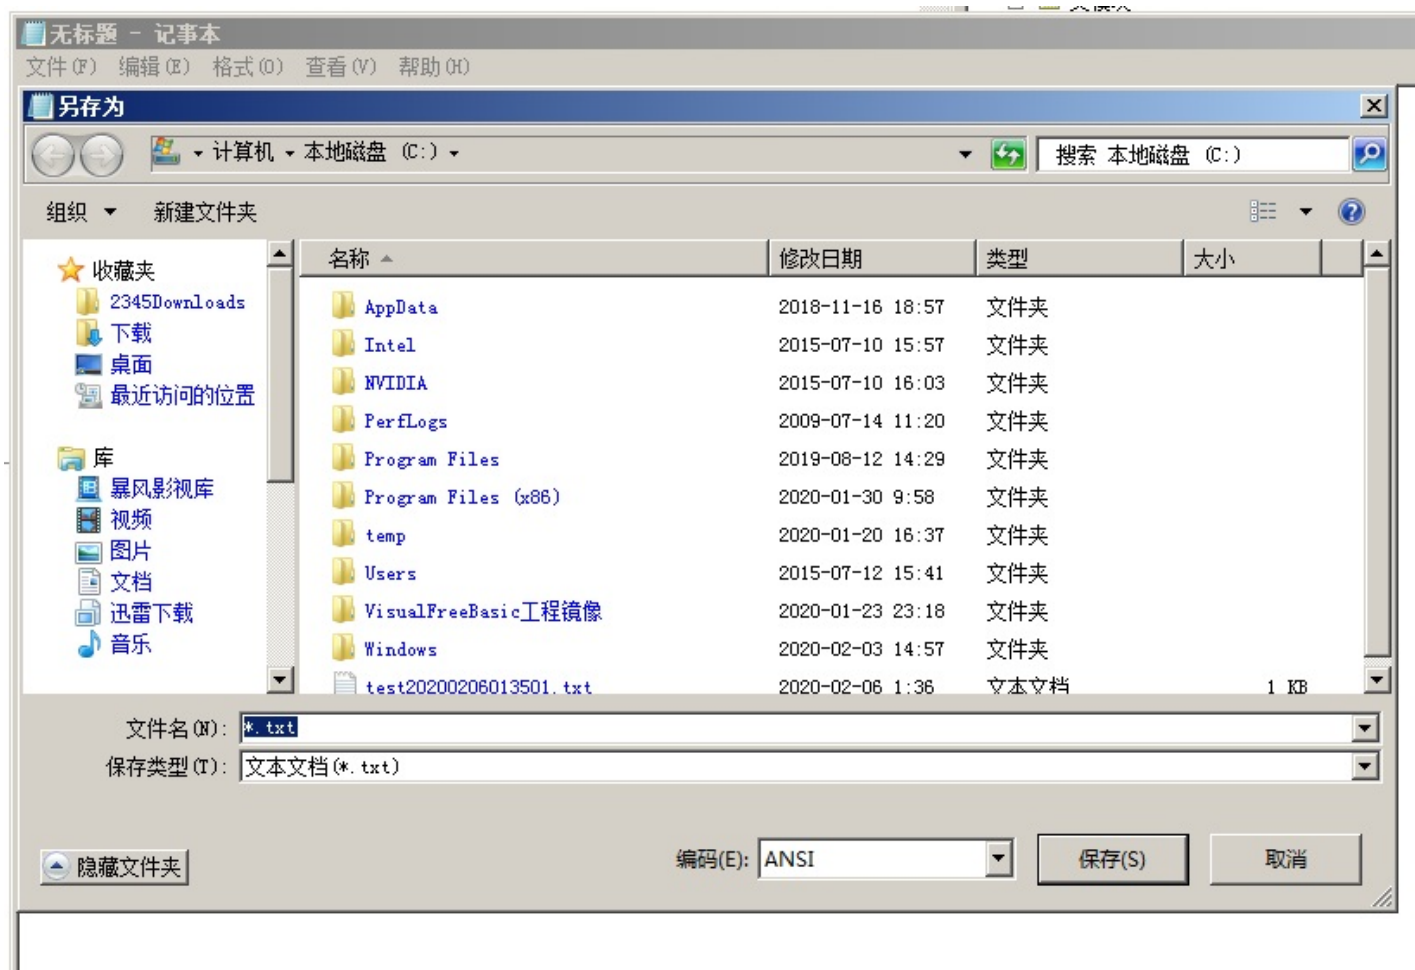 无标题 - 记事本
文件(F) 编辑(E) 格式(O) 查看(V) 帮助(H)
另存为
计算机 本地磁盘 (C:) 搜索 本地磁盘 (C:)
组织 新建文件夹
收藏夹
2345Downloads
下载
桌面
最近访问的位置
库
暴风影视库
视频
图片
文档
迅雷下载
音乐
名称 修改日期 类型 大小
AppData 2018-11-16 18:57 文件夹
Intel 2015-07-10 15:57 文件夹
NVIDIA 2015-07-10 16:03 文件夹
PerfLogs 2009-07-14 11:20 文件夹
Program Files 2019-08-12 14:29 文件夹
Program Files (x86) 2020-01-30 9:58 文件夹
temp 2020-01-20 16:37 文件夹
Users 2015-07-12 15:41 文件夹
VisualFreeBasic工程镜像 2020-01-23 23:18 文件夹
Windows 2020-02-03 14:57 文件夹
test20200206013501.txt 2020-02-06 1:36 文本文档 1 KB
文件名(N): *.txt
保存类型(T): 文本文档(*.txt)
隐藏文件夹 编码(E): ANSI 保存(S) 取消